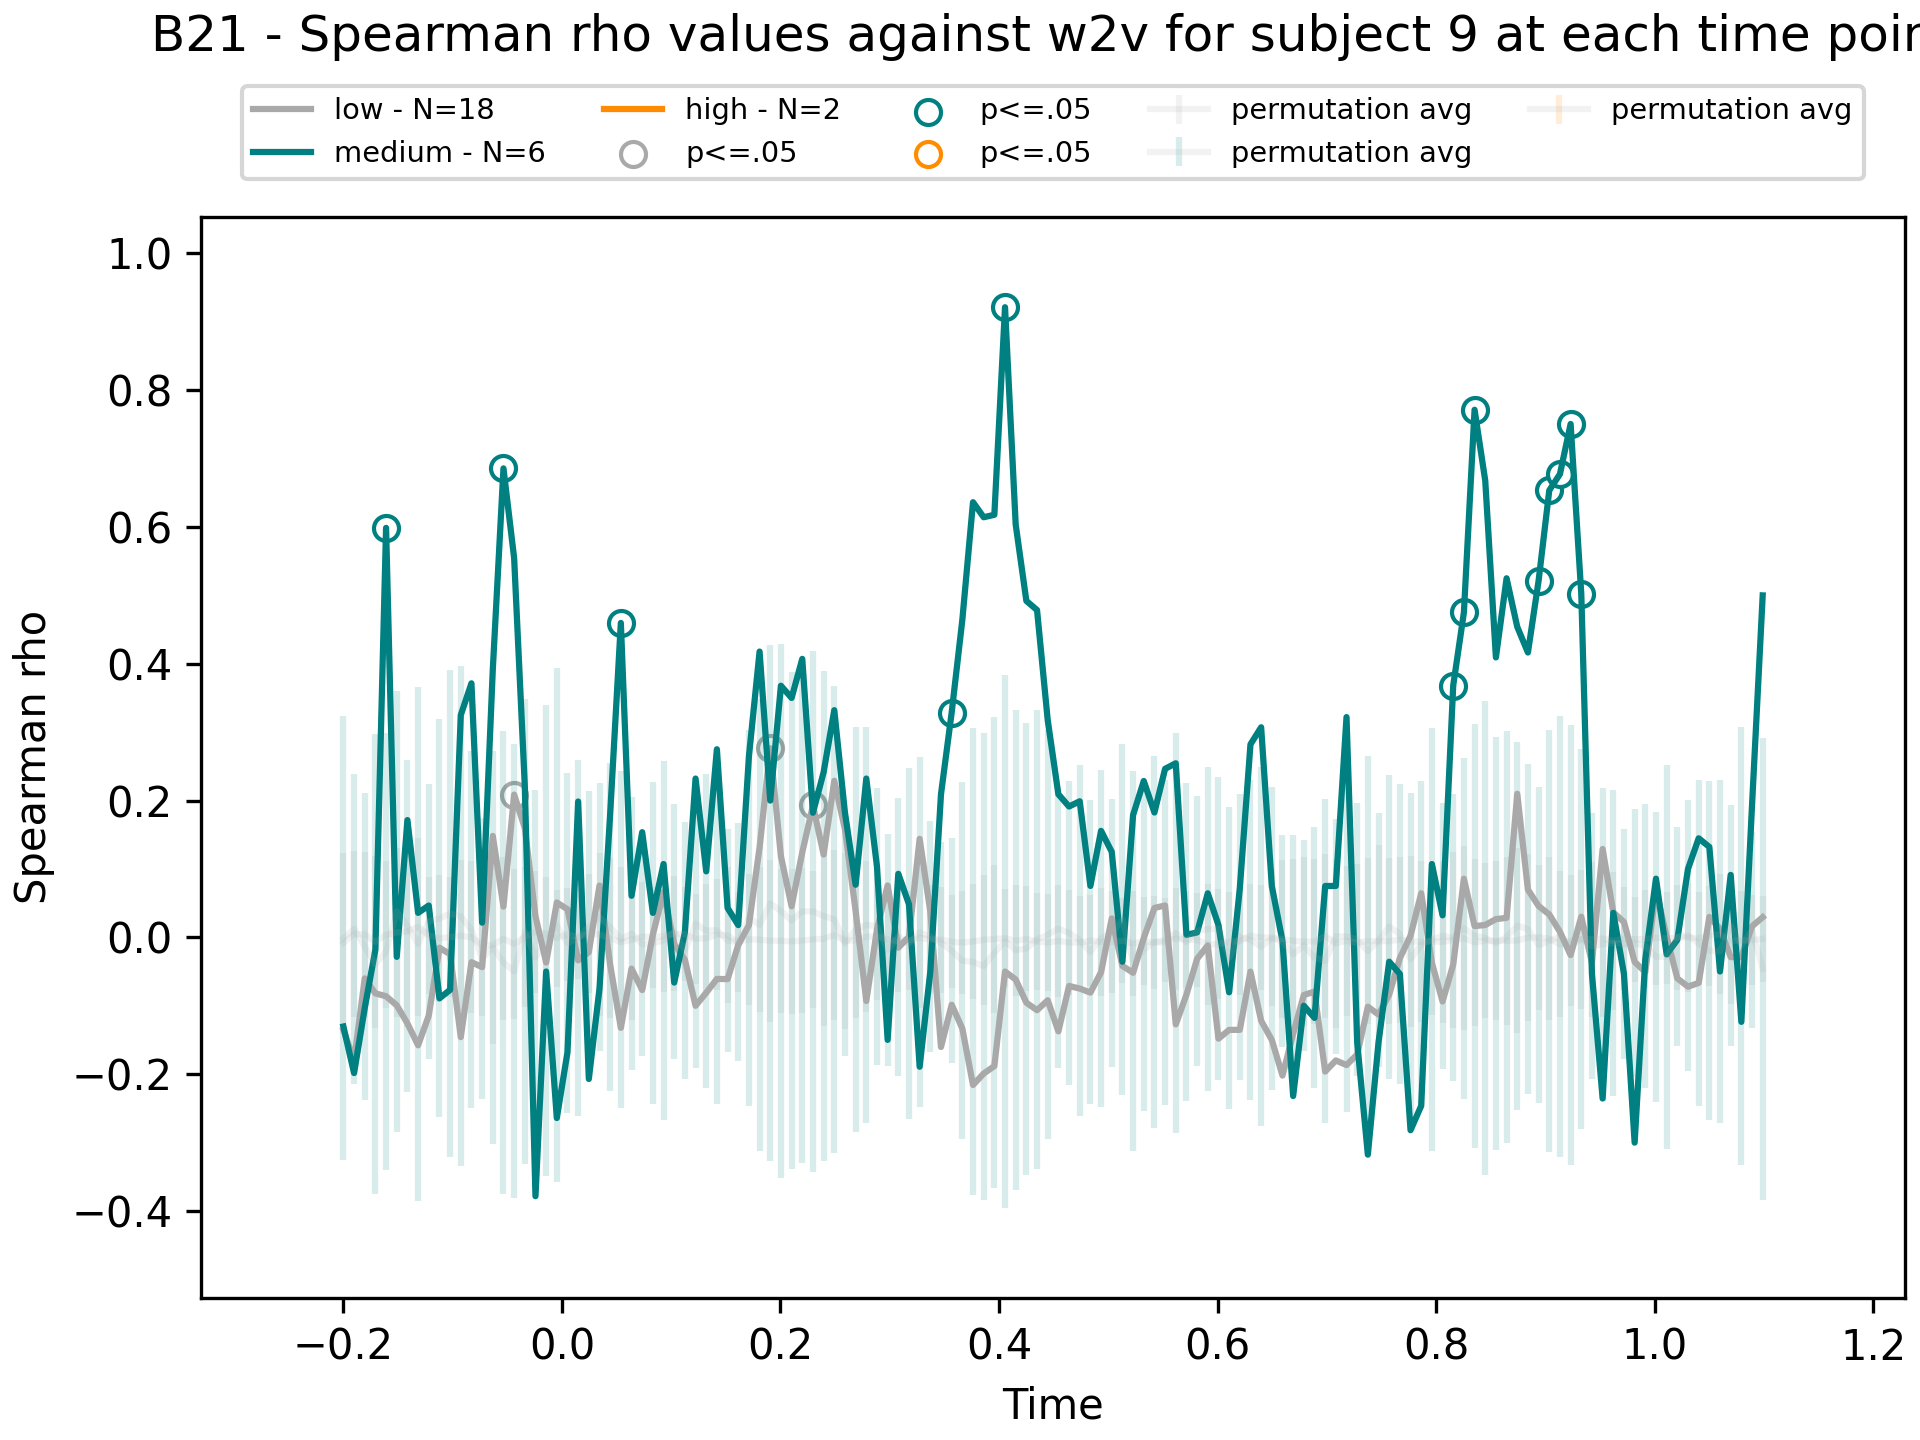 B21 - Spearman rho values against w2v for subject 9 at each time poin
low - N=18
medium - N=6
high - N=2
p<=.05
p<=.05
p<=.05
permutation avg
permutation avg
permutation avg
1.0
0.8
0.6
0.4
0.2
0.0
−0.2
−0.4
Spearman rho
−0.2 0.0 0.2 0.4 0.6 0.8 1.0 1.2
Time